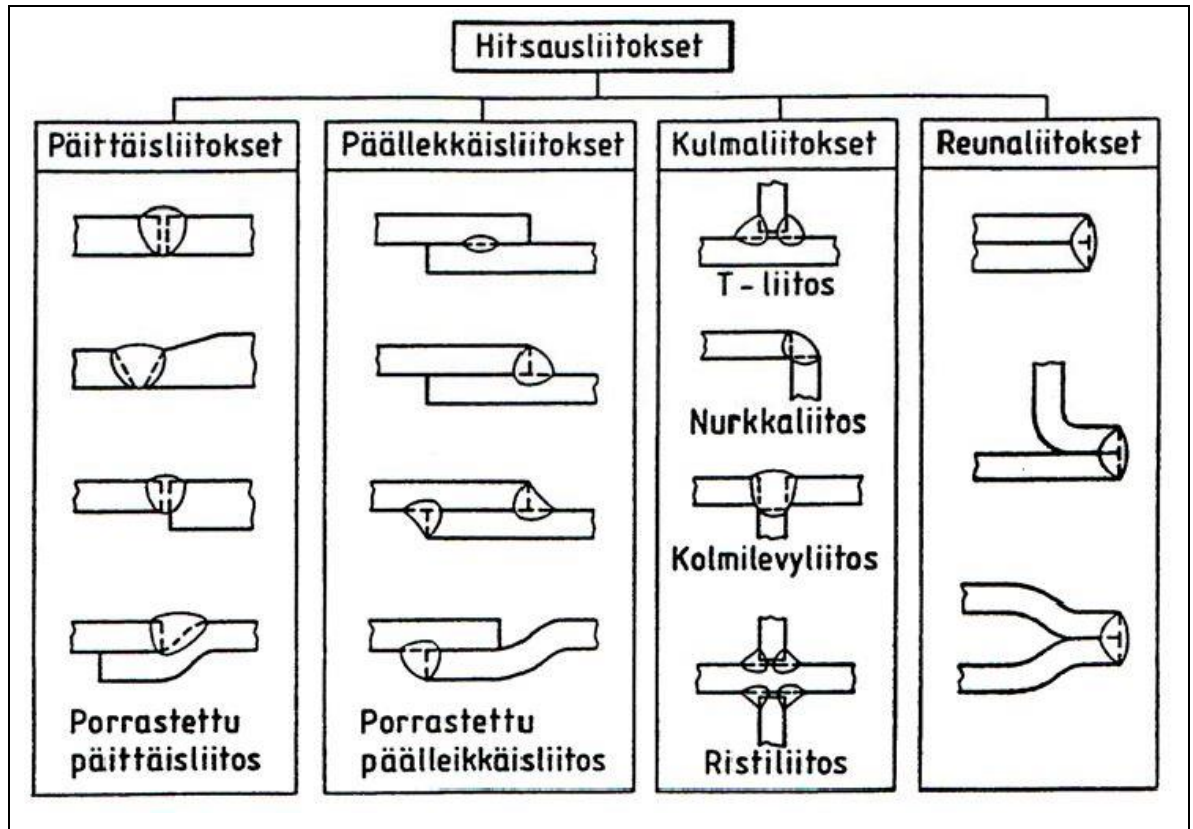 Hitsausliitokset
Päittäisliitokset
Porrastettu
päittäisliitos
Päällekkäisliitokset
Porrastettu
päälleikkäisliitos
Kulmaliitokset
T - liitos
Nurkkaliitos
Kolmilevyliitos
Ristiliitos
Reunaliitokset